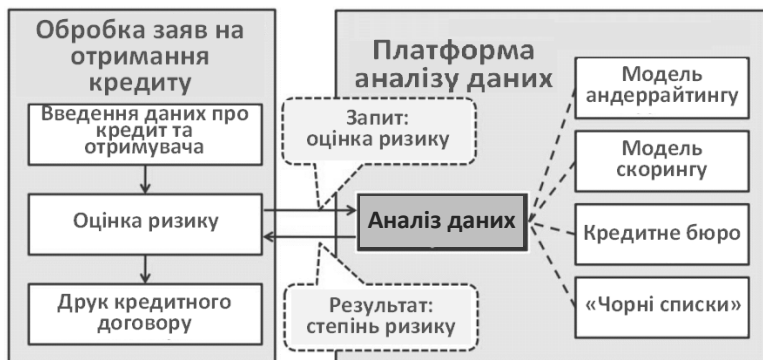 Обробка заяв на
отримання
кредиту
Введення даних про
кредит та
отримувача
Оцінка ризику
Друк кредитного
договору
Запит:
оцінка ризику
Результат:
степінь ризику
Платформа
аналізу даних
Аналіз даних
Модель
андеррайтингу
Модель
скорингу
Кредитне бюро
«Чорні списки»